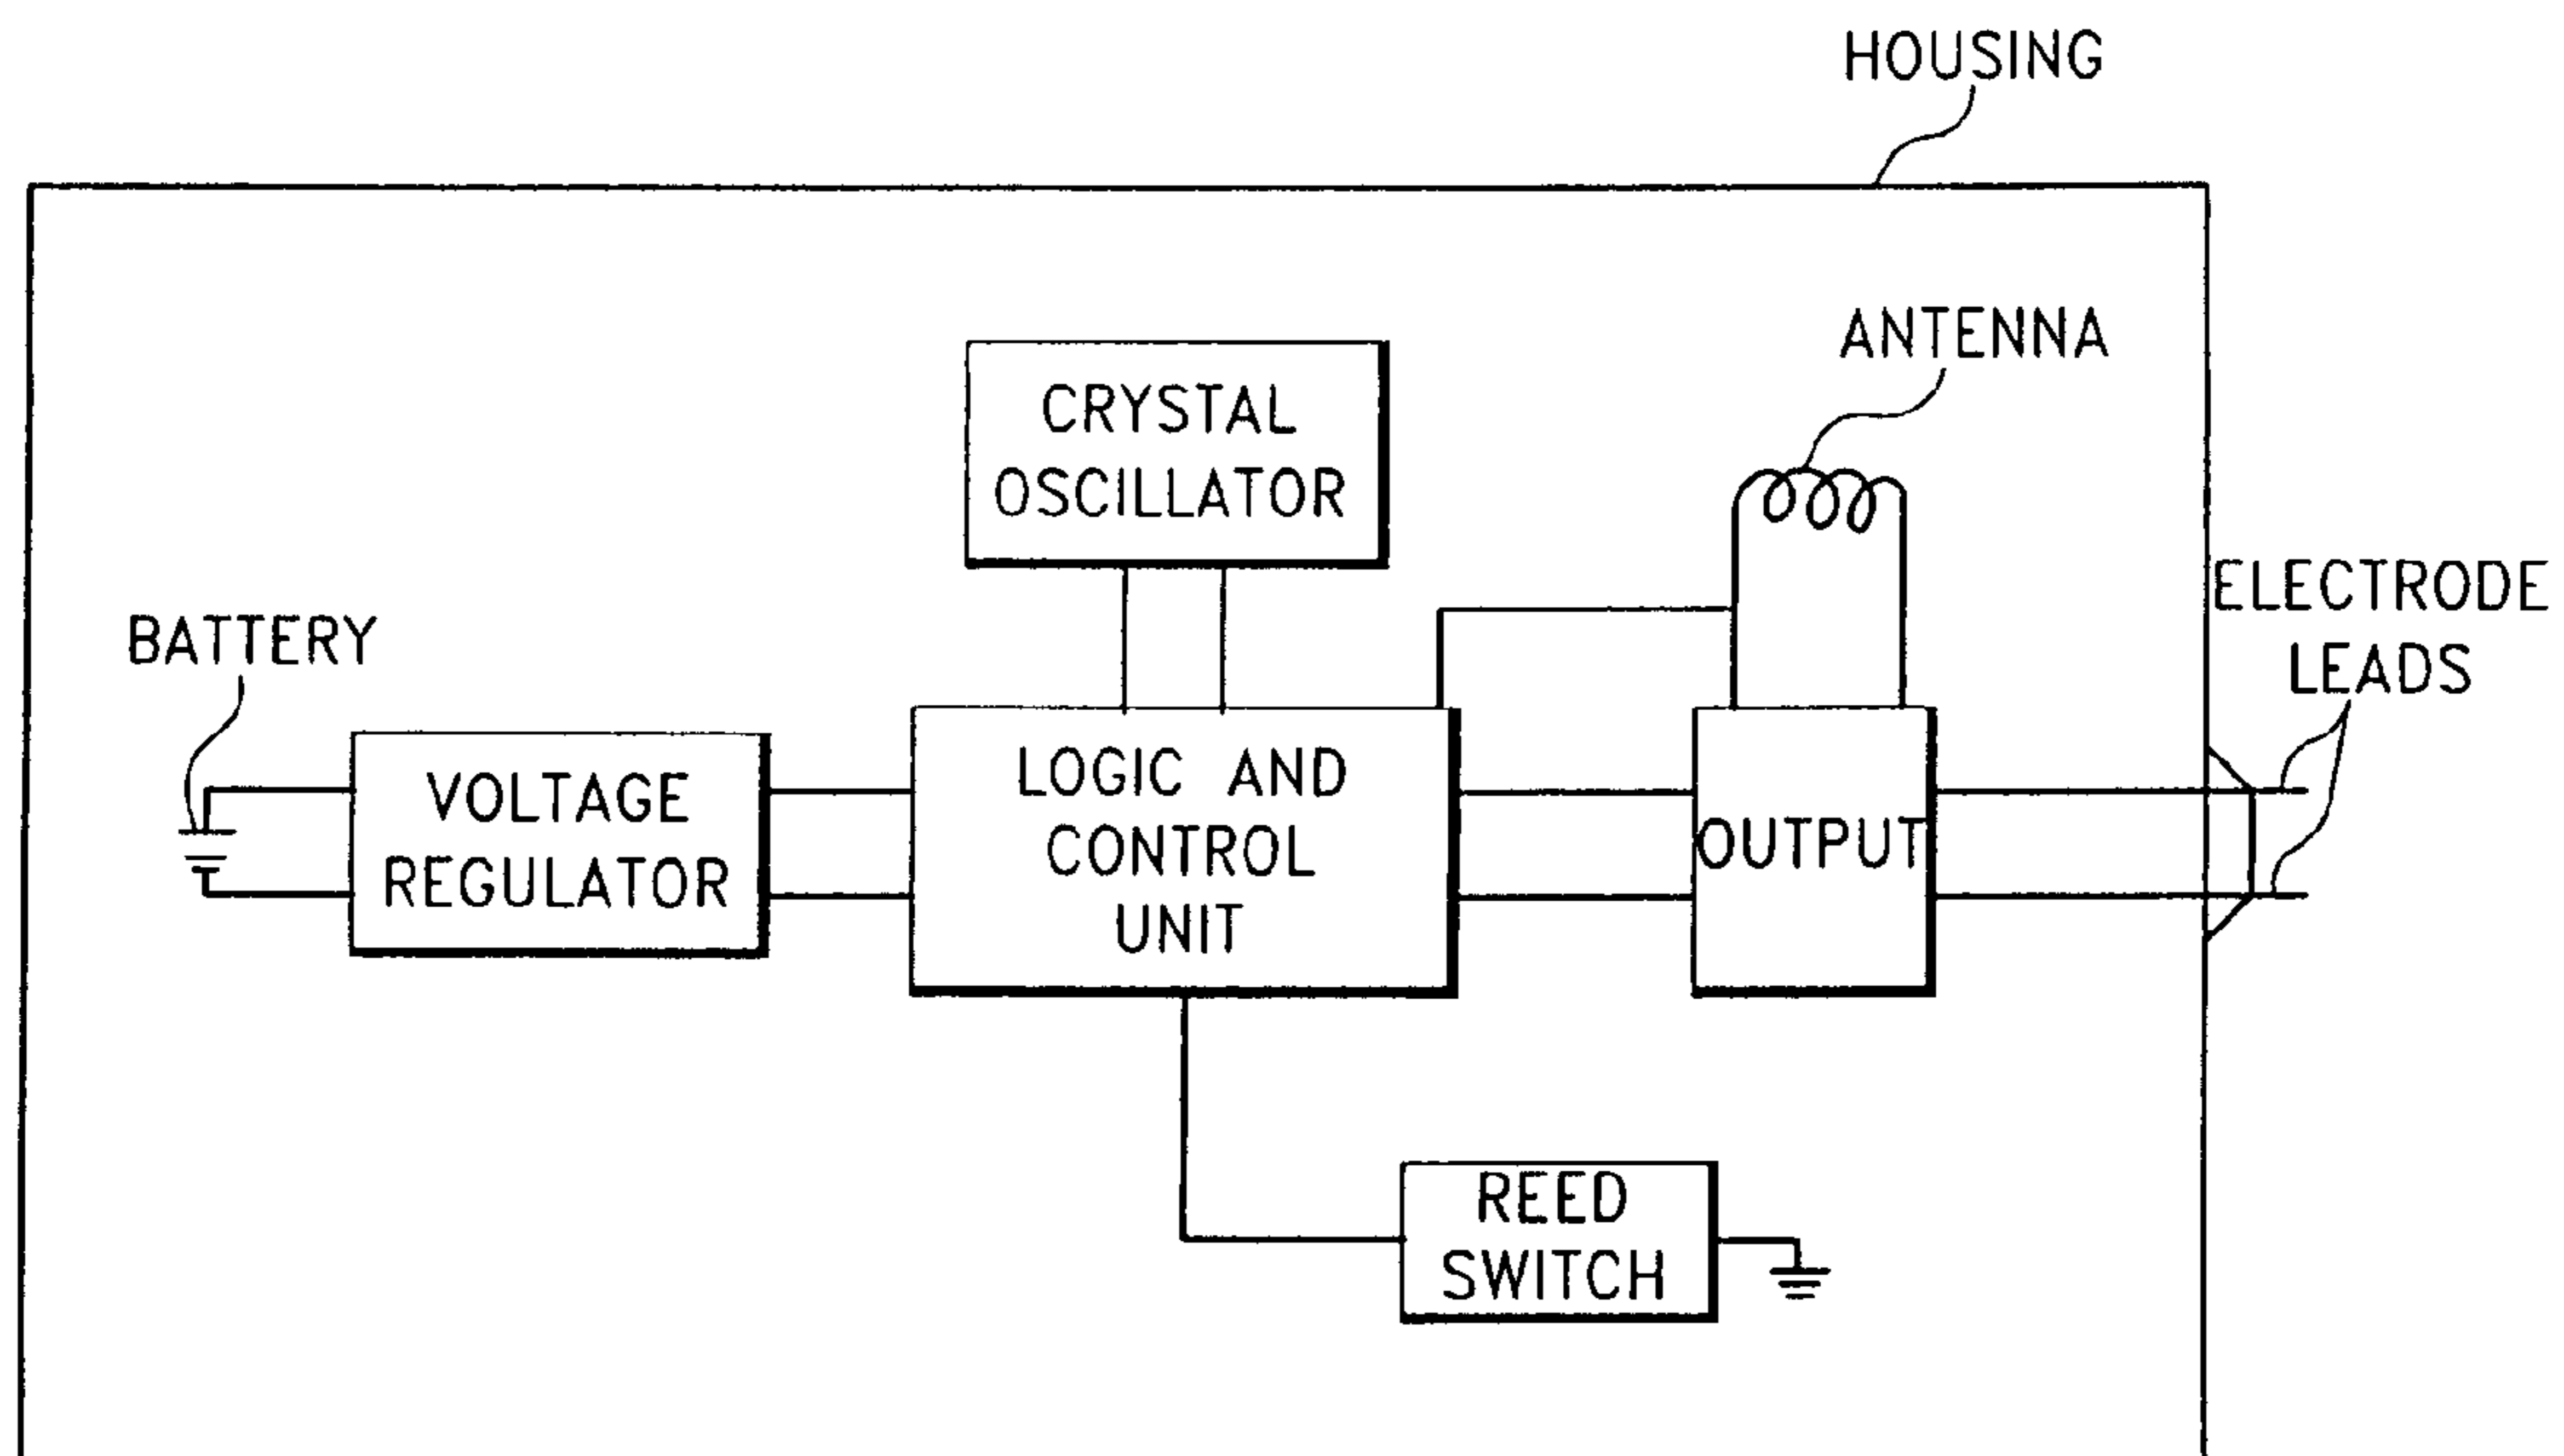 HOUSING
ANTENNA
CRYSTAL
OSCILLATOR
ELECTRODE
LEADS
BATTERY
VOLTAGE
REGULATOR
LOGIC AND
CONTROL
UNIT
OUTPUT
REED
SWITCH